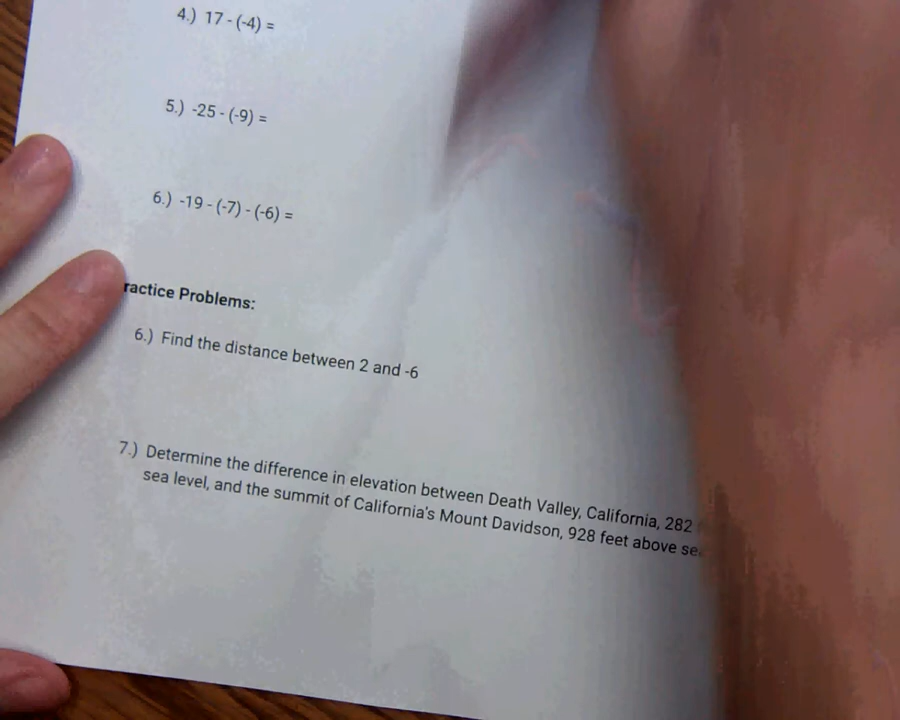 4.) 17 - (-4) =
5.) -25 - (-9) =
6.) -19 - (-7) - (-6) =
ractice Problems:
6.) Find the distance between 2 and -6
7.) Determine the difference in elevation between Death Valley, California, 282
sea level, and the summit of California's Mount Davidson, 928 feet above se